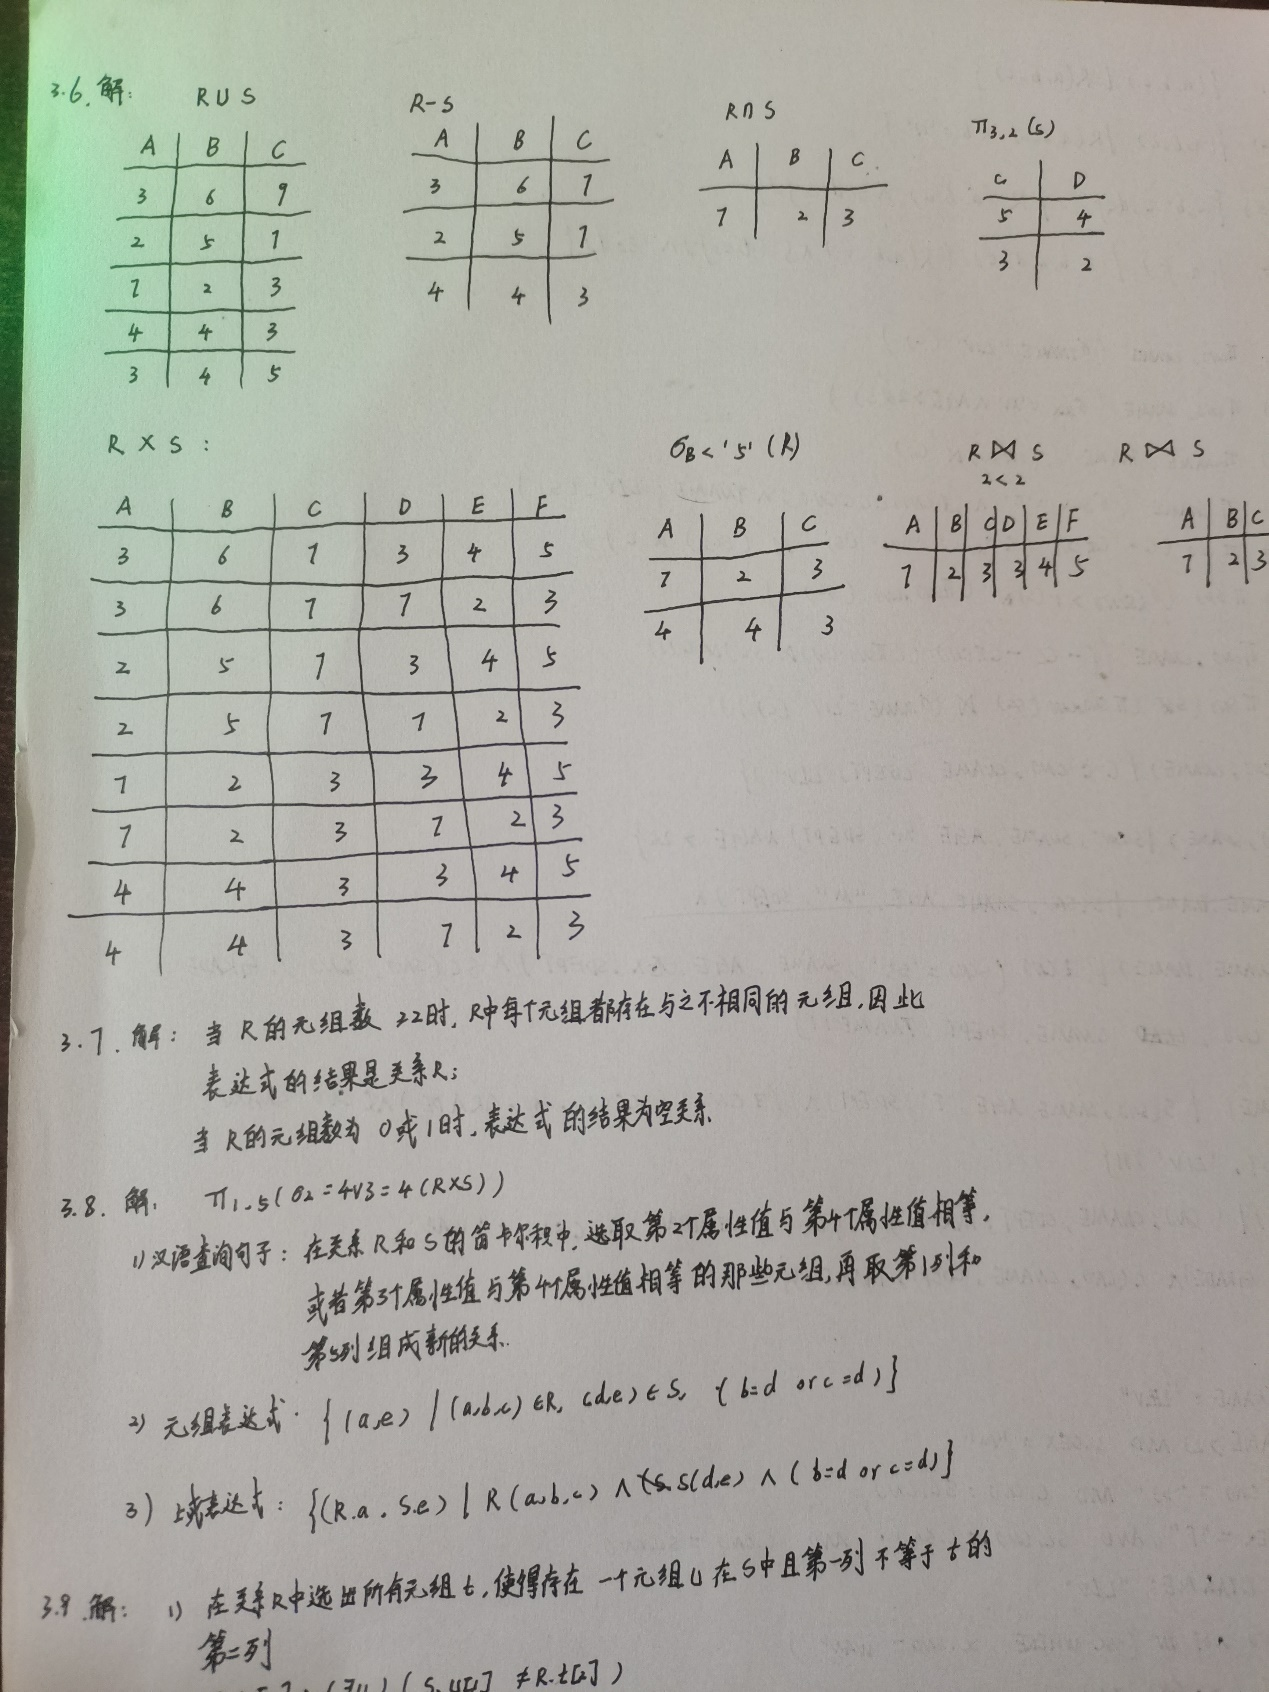 3.6. 解:
R∪S
A B C
3 6 9
2 5 7
7 2 3
4 4 3
3 4 5
R-S
A B C
3 6 7
2 5 7
4 4 3
R∩S
A B C
7 2 3
π3,2(S)
C D
5 4
3 2
R×S:
A B C D E F
3 6 7 3 4 5
3 6 7 7 2 3
2 5 7 3 4 5
2 5 7 7 2 3
7 2 3 3 4 5
7 2 3 7 2 3
4 4 3 3 4 5
4 4 3 7 2 3
σB<'5'(R)
A B C
7 2 3
4 4 3
R⋈S
2<2
A B C D E F
7 2 3 3 4 5
R⋈S
A B C
7 2 3
3.7. 解: 当R的元组数 ≥2时, R中每个元组都存在与之不相同的元组,因此
表达式的结果是关系R;
当R的元组数为0或1时,表达式的结果为空关系
3.8. 解. π1.5(σ2=4∨3=4(R×S))
1)汉语查询句子: 在关系R和S的笛卡尔积中,选取第2个属性值与第4个属性值相等,
或者第3个属性值与第4个属性值相等的那些元组,再取第1列和
第5列组成新的关系.
2) 元组表达式. {(a,e) | (a,b,c)∈R, (d,e)∈S, (b=d or c=d)}
3) 域表达式: {(R.a, S.e) | R(a,b,c) ∧ S(d,e) ∧ (b=d or c=d)}
3.9 解: 1) 在关系R中选出所有元组t,使得存在一个元组u在S中且第一列不等于t的
第二列
(∃u)(S.u[1] ≠R.t[2])